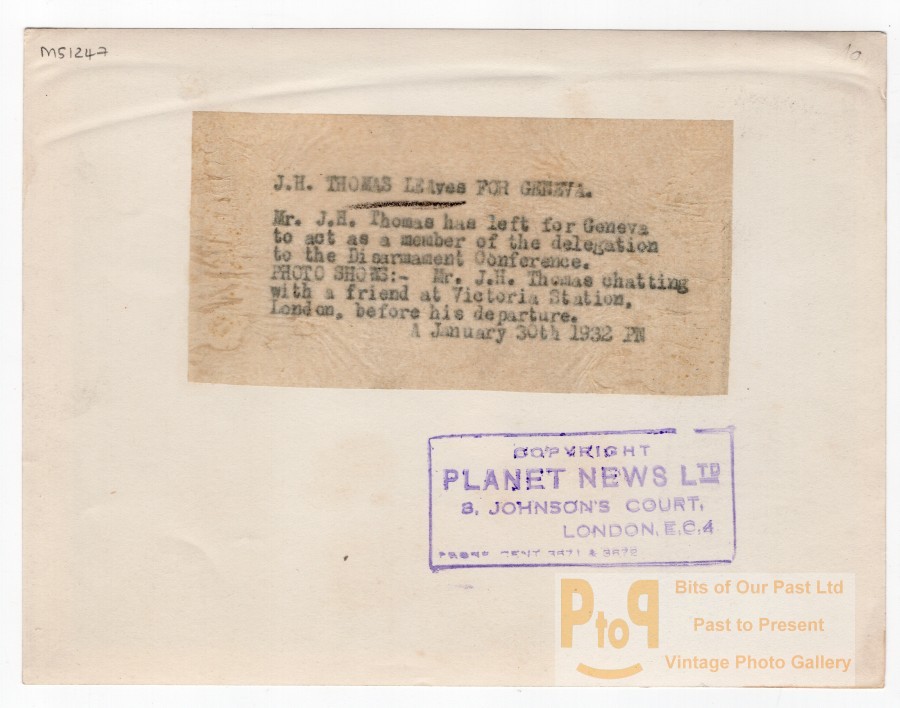 M51247
J.H. THOMAS LEAves FOR GENEVA.
Mr. J.H. Thomas has left for Geneva
to act as a member of the delegation
to the Disarmament Conference.
PHOTO SHOWS:- Mr. J.H. Thomas chatting
with a friend at Victoria Station,
London, before his departure.
A January 30th 1932 PN
COPYRIGHT
PLANET NEWS LTD
8, JOHNSON'S COURT,
LONDON, E.C.4
PtoP
Bits of Our Past Ltd
Past to Present
Vintage Photo Gallery